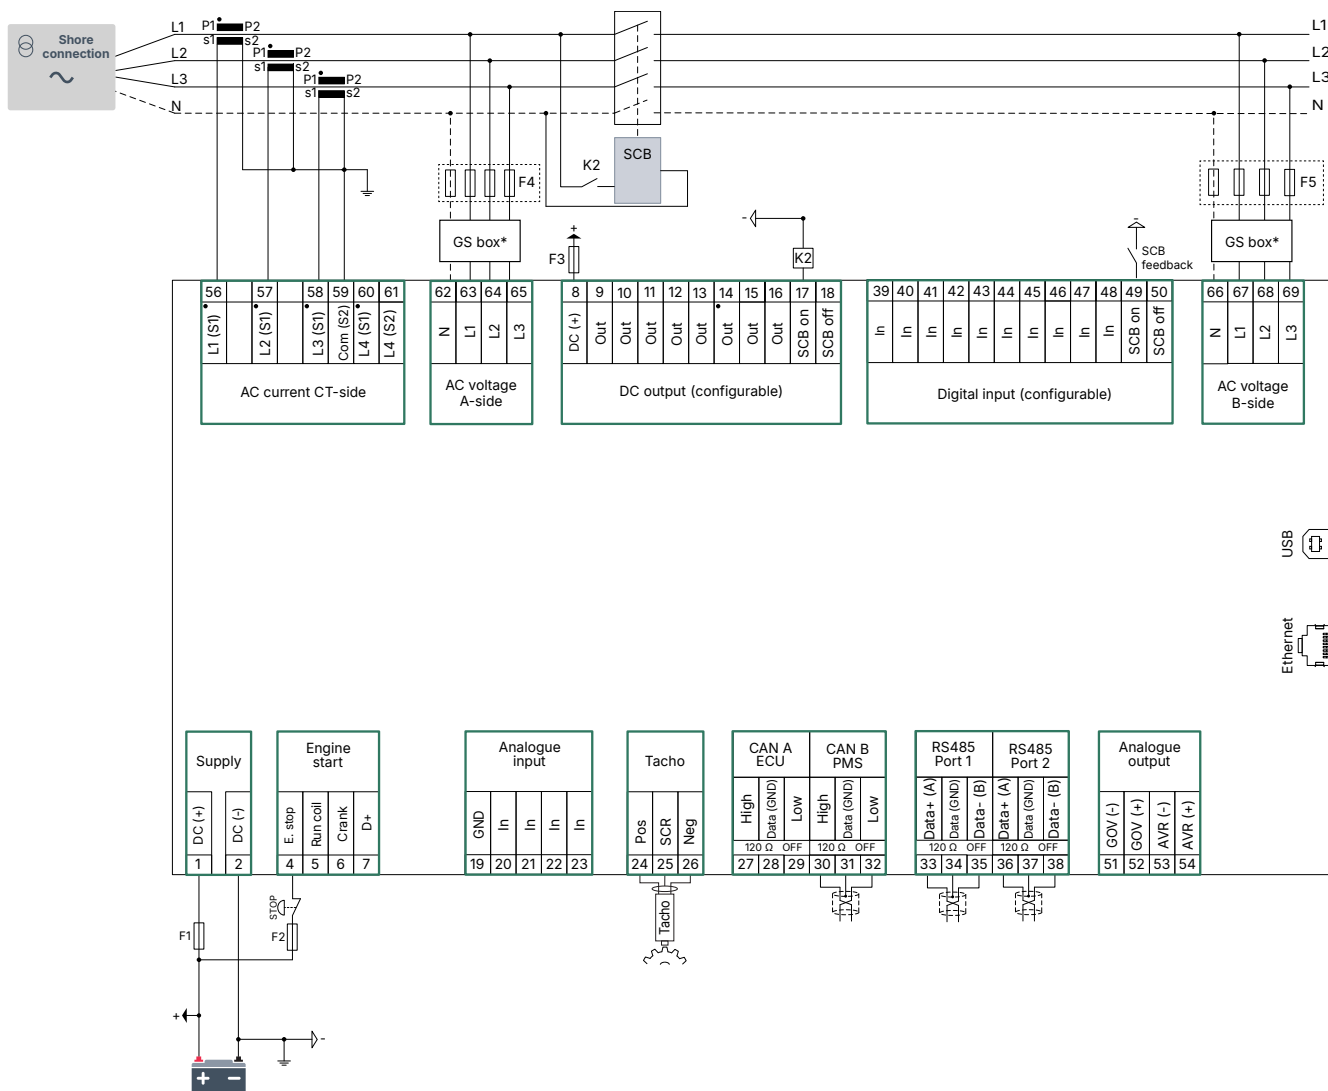 Shore
connection
L1
L2
L3
N
P1 P2
s1 s2
P1 P2
s1 s2
P1 P2
s1 s2
L1
L2
L3
N
K2
SCB
F4
F5
GS box*
GS box*
+
F3
-
K2
-
SCB
feedback
56 57 58 59 60 61
L1 (S1)
L2 (S1)
L3 (S1)
Com (S2)
L4 (S1)
L4 (S2)
AC current CT-side
62 63 64 65
N
L1
L2
L3
AC voltage
A-side
8 9 10 11 12 13 14 15 16 17 18
DC (+)
Out
Out
Out
Out
Out
Out
Out
Out
SCB on
SCB off
DC output (configurable)
39 40 41 42 43 44 45 46 47 48 49 50
In
In
In
In
In
In
In
In
In
In
SCB on
SCB off
Digital input (configurable)
66 67 68 69
N
L1
L2
L3
AC voltage
B-side
USB
Ethernet
Supply
DC (+)
DC (-)
1 2
Engine
start
E. stop
Run coil
Crank
D+
4 5 6 7
Analogue
input
GND
In
In
In
In
19 20 21 22 23
Tacho
Pos
SCR
Neg
24 25 26
CAN A
ECU
High
Data (GND)
Low
120 Ω OFF
27 28 29
CAN B
PMS
High
Data (GND)
Low
120 Ω OFF
30 31 32
RS485
Port 1
Data+ (A)
Data (GND)
Data- (B)
120 Ω OFF
33 34 35
RS485
Port 2
Data+ (A)
Data (GND)
Data- (B)
120 Ω OFF
36 37 38
Analogue
output
GOV (-)
GOV (+)
AVR (-)
AVR (+)
51 52 53 54
STOP
F1
F2
Tacho
+
-
+ −